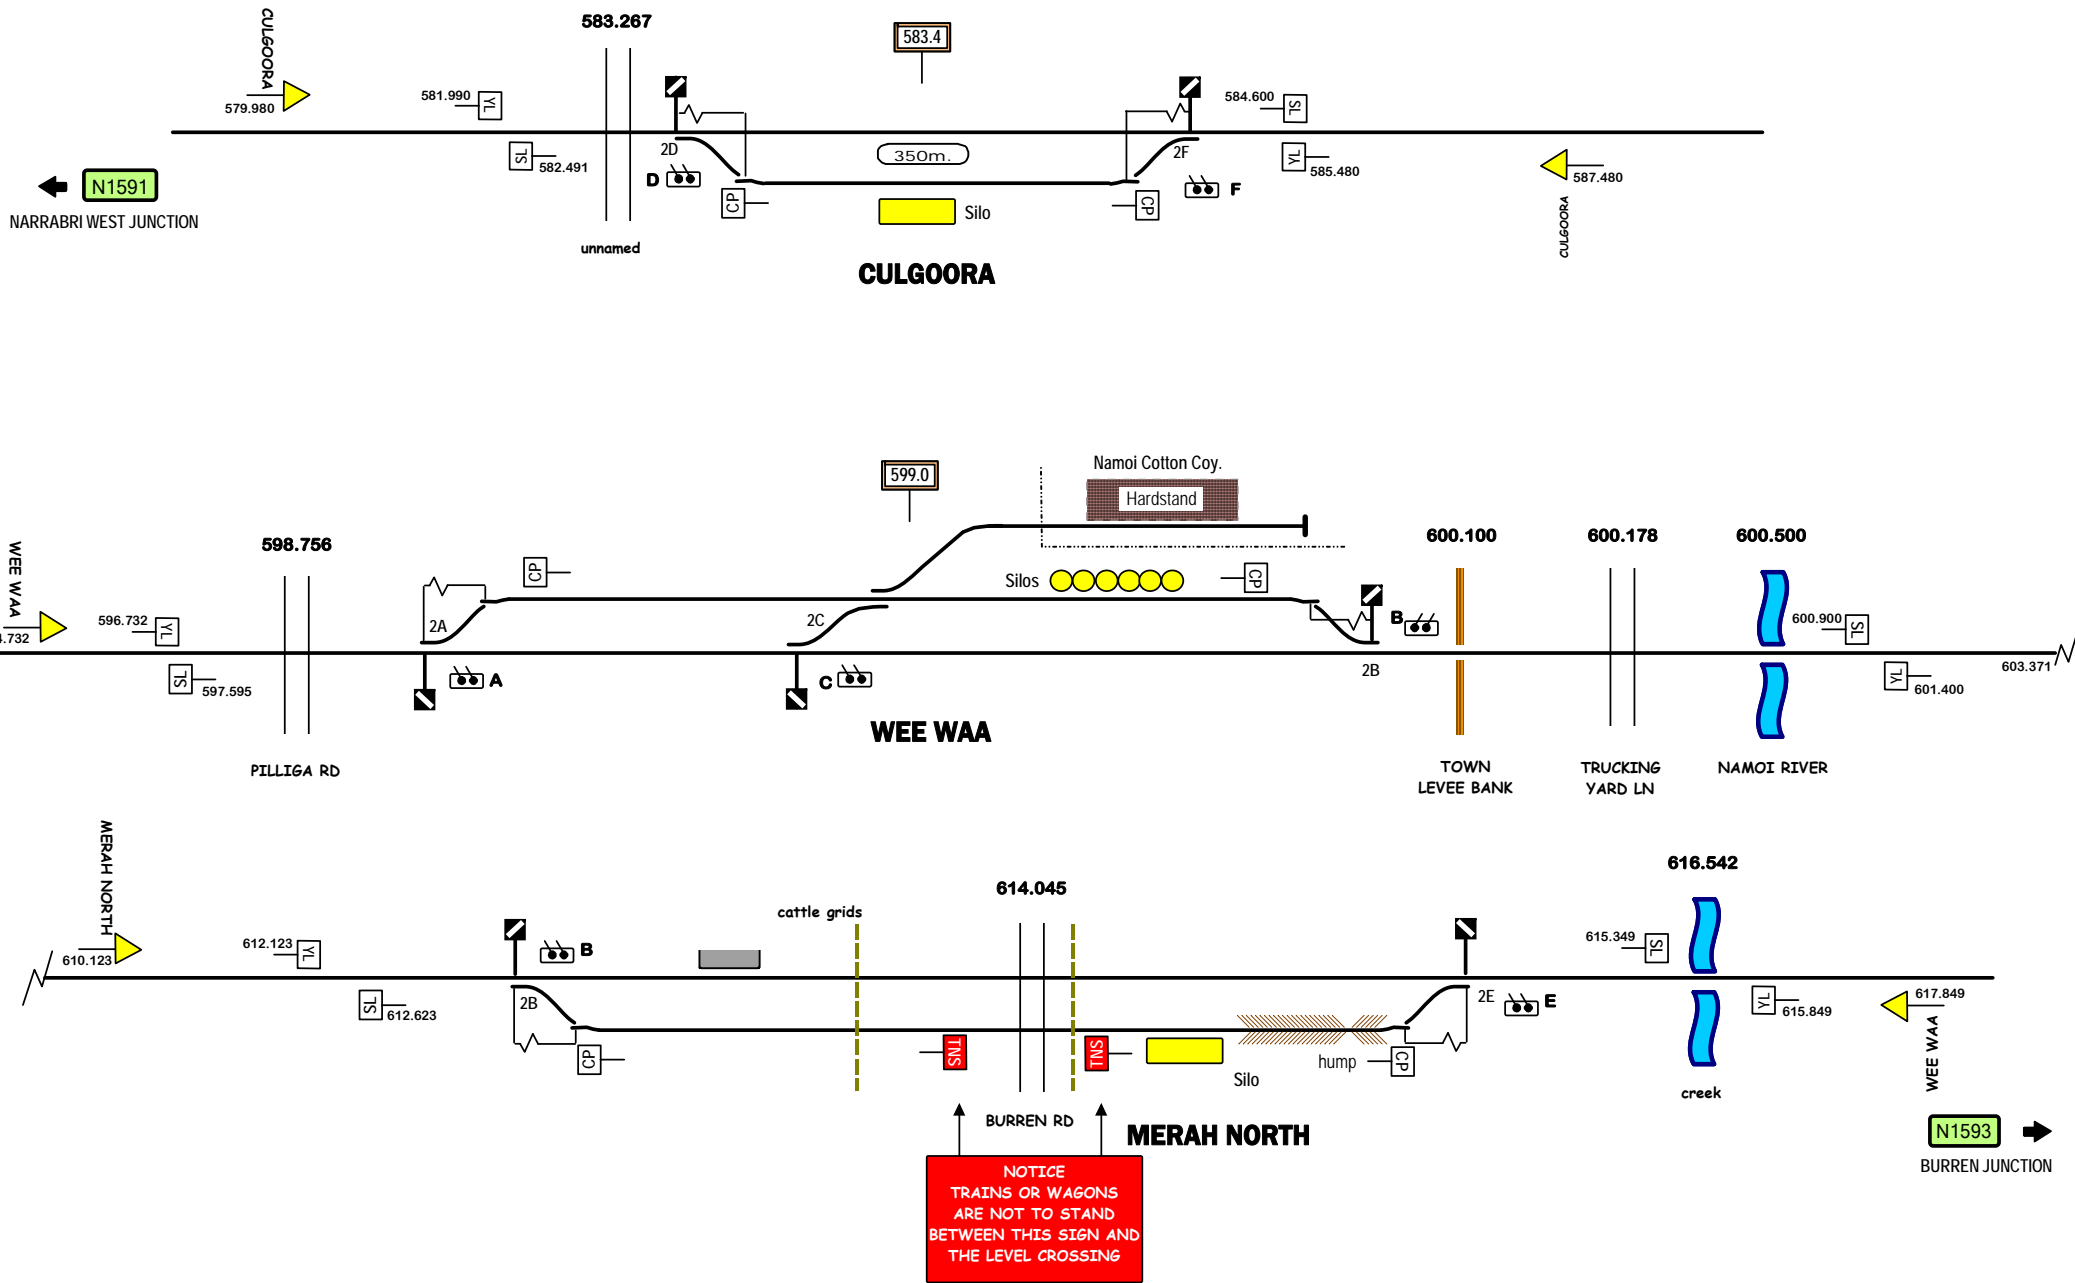 583.267
583.4
CULGOORA
579.980
581.990
YL
584.600
SL
2D
350m.
2F
SL
582.491
YL
585.480
587.480
N1591
D
F
CP
CP
Silo
NARRABRI WEST JUNCTION
unnamed
CULGOORA
CULGOORA
599.0
Namoi Cotton Coy.
Hardstand
598.756
600.100
600.178
600.500
WEE WAA
CP
Silos
CP
596.732
YL
2A
2C
B
600.900
SL
4.732
603.371
SL
597.595
A
C
2B
YL
601.400
WEE WAA
PILLIGA RD
TOWN
LEVEE BANK
TRUCKING
YARD LN
NAMOI RIVER
MERAH NORTH
616.542
614.045
cattle grids
612.123
YL
B
615.349
SL
610.123
SL
612.623
2B
2E
E
YL
615.849
617.849
CP
TNS
TNS
hump
CP
Silo
WEE WAA
creek
BURREN RD
MERAH NORTH
N1593
BURREN JUNCTION
NOTICE
TRAINS OR WAGONS
ARE NOT TO STAND
BETWEEN THIS SIGN AND
THE LEVEL CROSSING